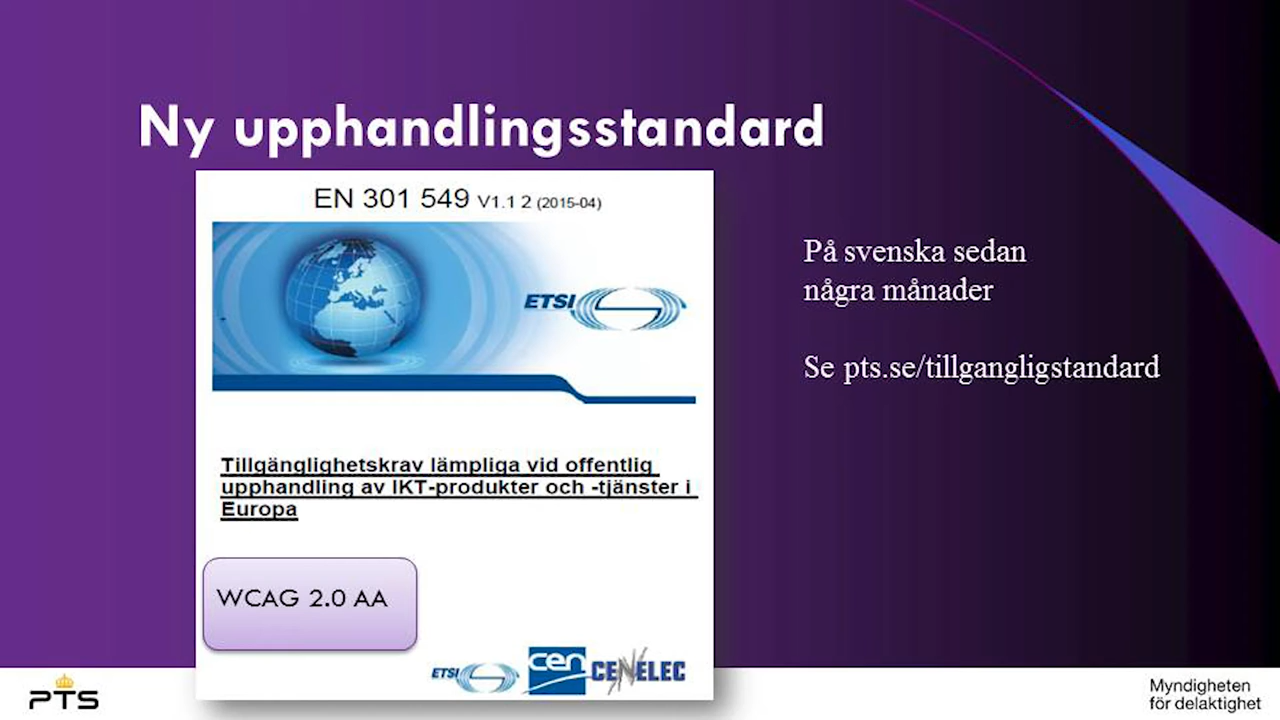 Ny upphandlingsstandard
EN 301 549 V1.1 2 (2015-04)
ETSI
På svenska sedan
några månader
Se pts.se/tillgangligstandard
Tillgänglighetskrav lämpliga vid offentlig
upphandling av IKT-produkter och -tjänster i
Europa
WCAG 2.0 AA
ETSI
cen
CENELEC
PTS
Myndigheten
för delaktighet